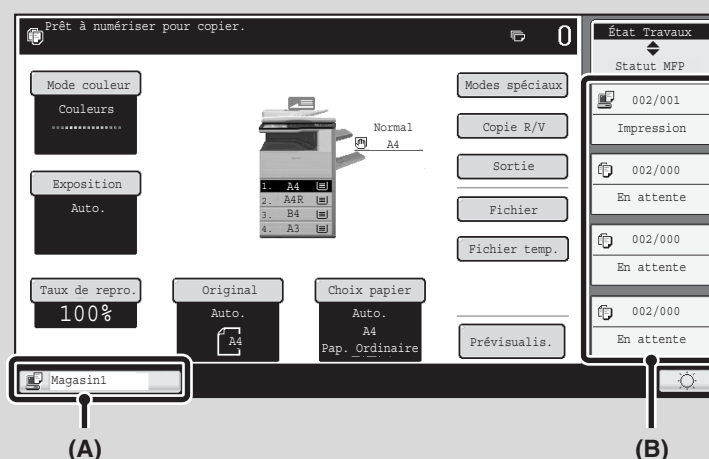 Prêt à numériser pour copier.
0
État Travaux
Statut MFP
Mode couleur
Couleurs
Exposition
Auto.
Taux de repro.
100%
Original
Auto.
A4
Choix papier
Auto.
A4
Pap. Ordinaire
Normal
A4
1. A4
2. A4R
3. B4
4. A3
Modes spéciaux
Copie R/V
Sortie
Fichier
Fichier temp.
Prévisualis.
002/001
Impression
002/000
En attente
002/000
En attente
002/000
En attente
Magasin1
(A)
(B)